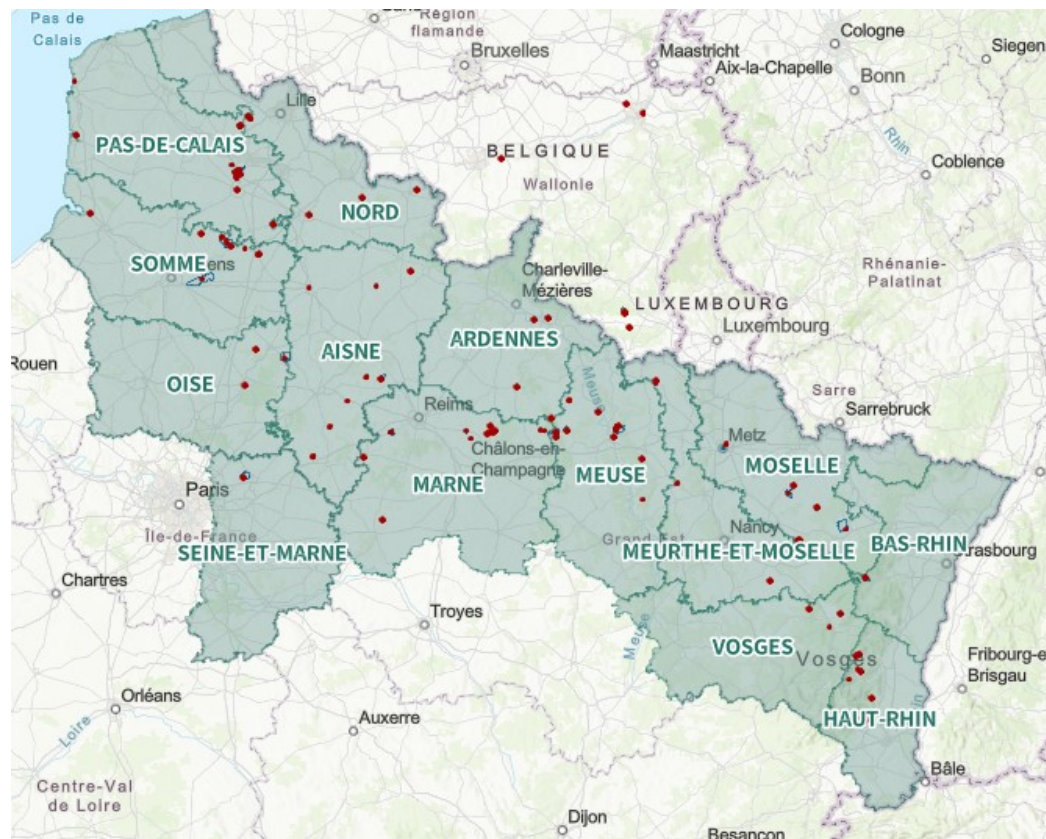 Pas de
Calais
Région
flamande
Bruxelles
Maastricht
Cologne
Siegen
Aix-la-Chapelle
Bonn
Lille
PAS-DE-CALAIS
BELGIQUE
Wallonie
Rhin
Coblence
NORD
SOMME
Charleville-
Mézières
LUXEMBOURG
Luxembourg
Rhénanie-
Palatinat
Rouen
OISE
AISNE
ARDENNES
Meuse
Sarre
Sarrebruck
Reims
Metz
Châlons-en-
Champagne
MOSELLE
MARNE
MEUSE
Paris
Île-de-France
Nancy
Grand Est
SEINE-ET-MARNE
MEURTHE-ET-MOSELLE
BAS-RHIN
Chartres
Troyes
Meuse
VOSGES
Vosges
Fribourg-e
Brisgau
Orléans
Auxerre
HAUT-RHIN
Loire
Bâle
Centre-Val
de Loire
Dijon
Besançon